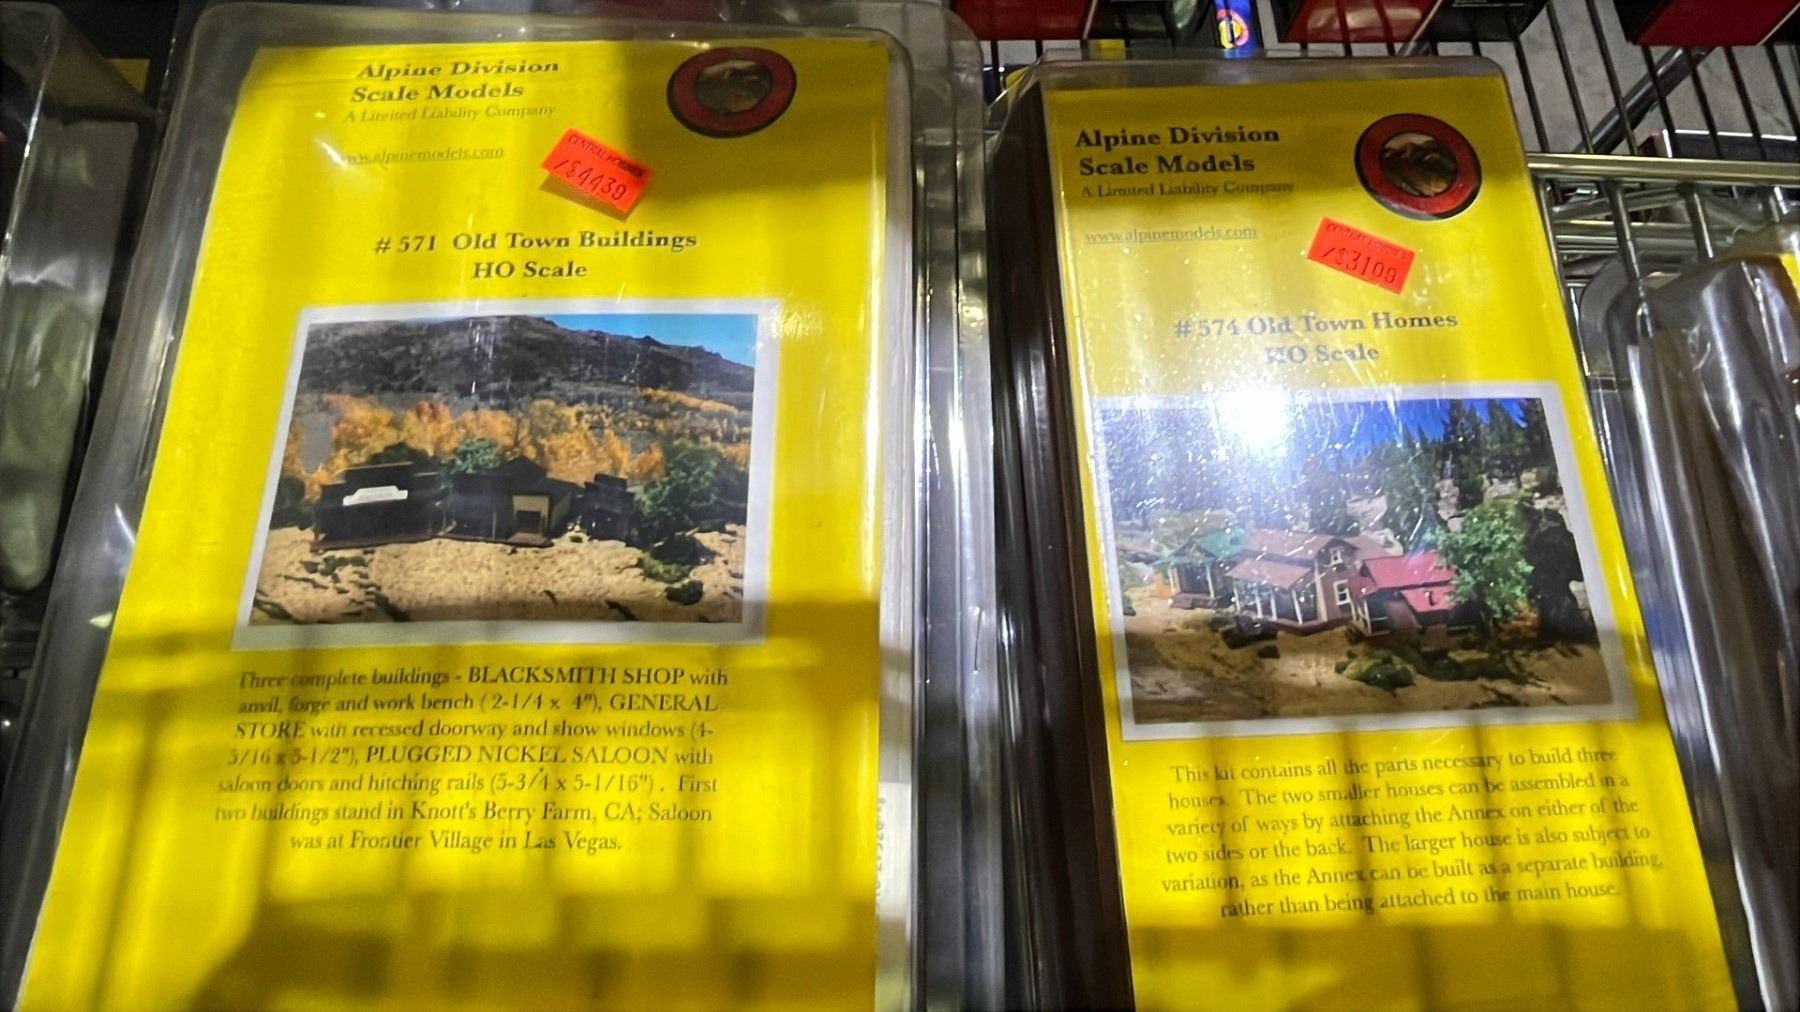 Alpine Division
Scale Models
A Limited Liability Company
www.alpinemodels.com
$4439
# 571 Old Town Buildings
HO Scale
Three complete buildings - BLACKSMITH SHOP with
anvil, forge and work bench ( 2-1/4 x 4"), GENERAL
STORE with recessed doorway and show windows (4-
3/16 x 5-1/2"), PLUGGED NICKEL SALOON with
saloon doors and hitching rails (5-3/4 x 5-1/16") . First
two buildings stand in Knott's Berry Farm, CA; Saloon
was at Frontier Village in Las Vegas.
Alpine Division
Scale Models
A Limited Liability Company
www.alpinemodels.com
$3109
# 574 Old Town Homes
HO Scale
This kit contains all the parts necessary to build three
houses. The two smaller houses can be assembled in a
variety of ways by attaching the Annex on either of the
two sides or the back. The larger house is also subject to
variation, as the Annex can be built as a separate building,
rather than being attached to the main house.